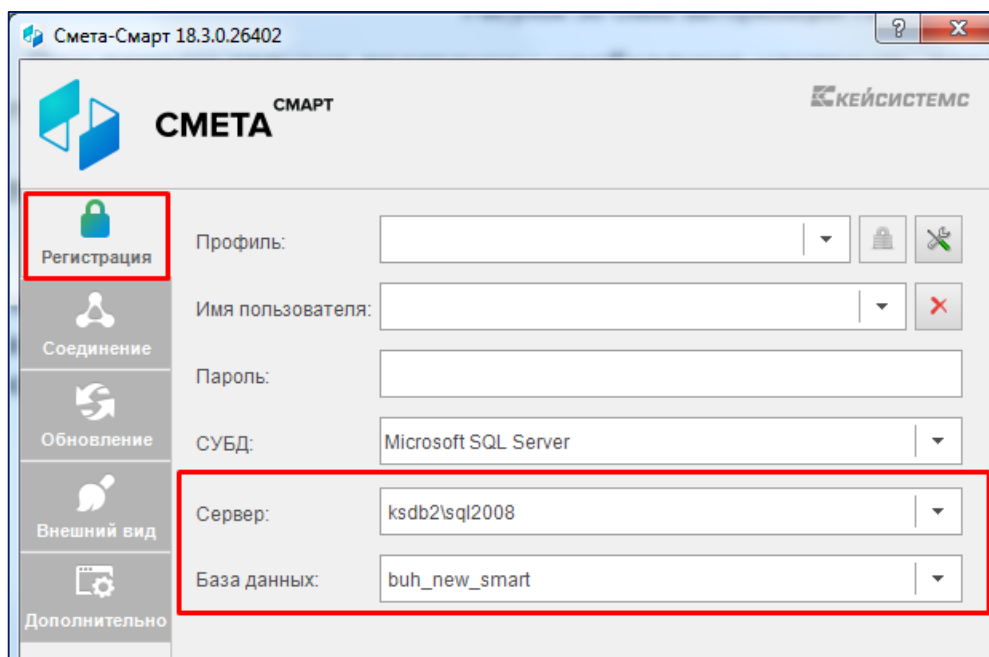 Смета-Смарт 18.3.0.26402
СМЕТА СМАРТ
КЕЙСИСТЕМС
Регистрация
Соединение
Обновление
Внешний вид
Дополнительно
Профиль:
Имя пользователя:
Пароль:
СУБД: Microsoft SQL Server
Сервер: ksdb2\sql2008
База данных: buh_new_smart